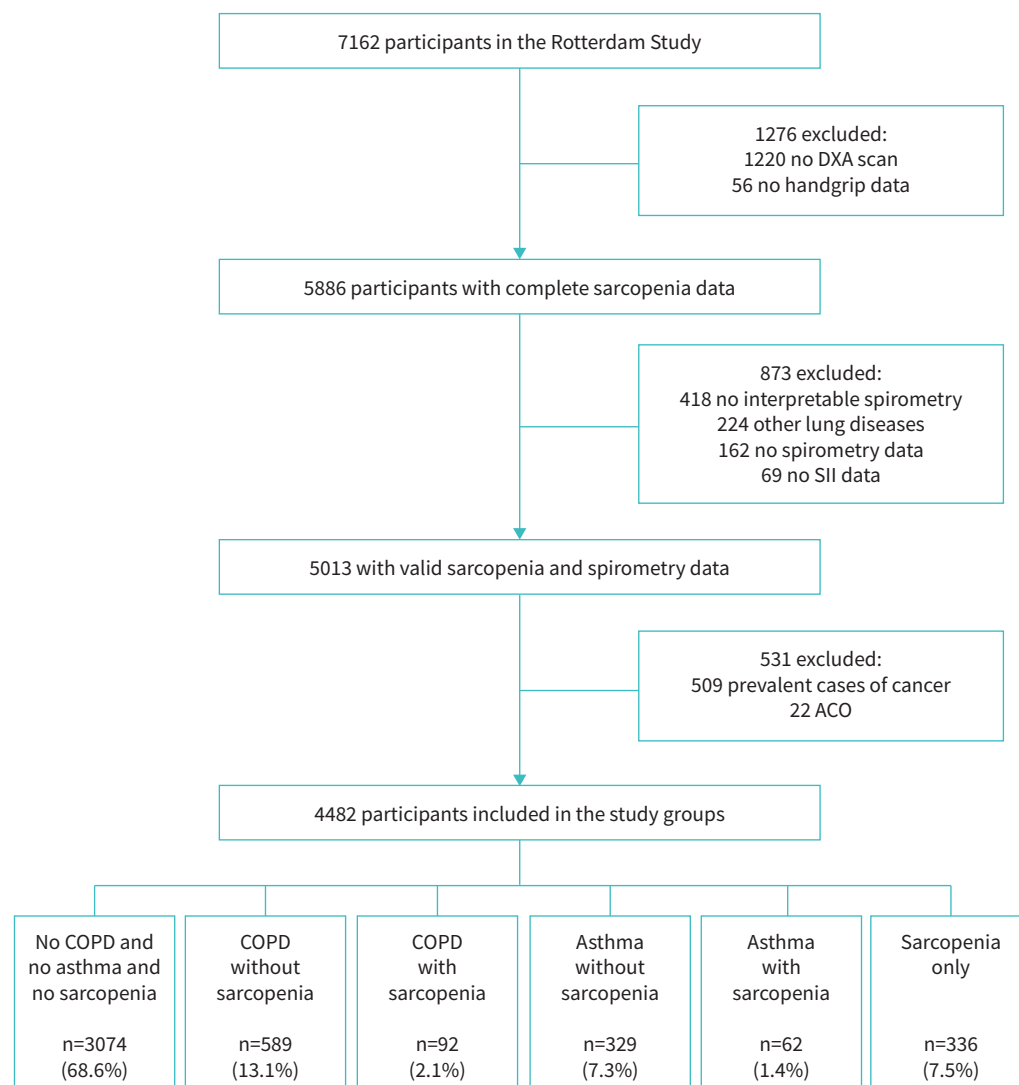 7162 participants in the Rotterdam Study
1276 excluded:
1220 no DXA scan
56 no handgrip data
5886 participants with complete sarcopenia data
873 excluded:
418 no interpretable spirometry
224 other lung diseases
162 no spirometry data
69 no SII data
5013 with valid sarcopenia and spirometry data
531 excluded:
509 prevalent cases of cancer
22 ACO
4482 participants included in the study groups
No COPD and
no asthma and
no sarcopenia
n=3074
(68.6%)
COPD
without
sarcopenia
n=589
(13.1%)
COPD
with
sarcopenia
n=92
(2.1%)
Asthma
without
sarcopenia
n=329
(7.3%)
Asthma
with
sarcopenia
n=62
(1.4%)
Sarcopenia
only
n=336
(7.5%)